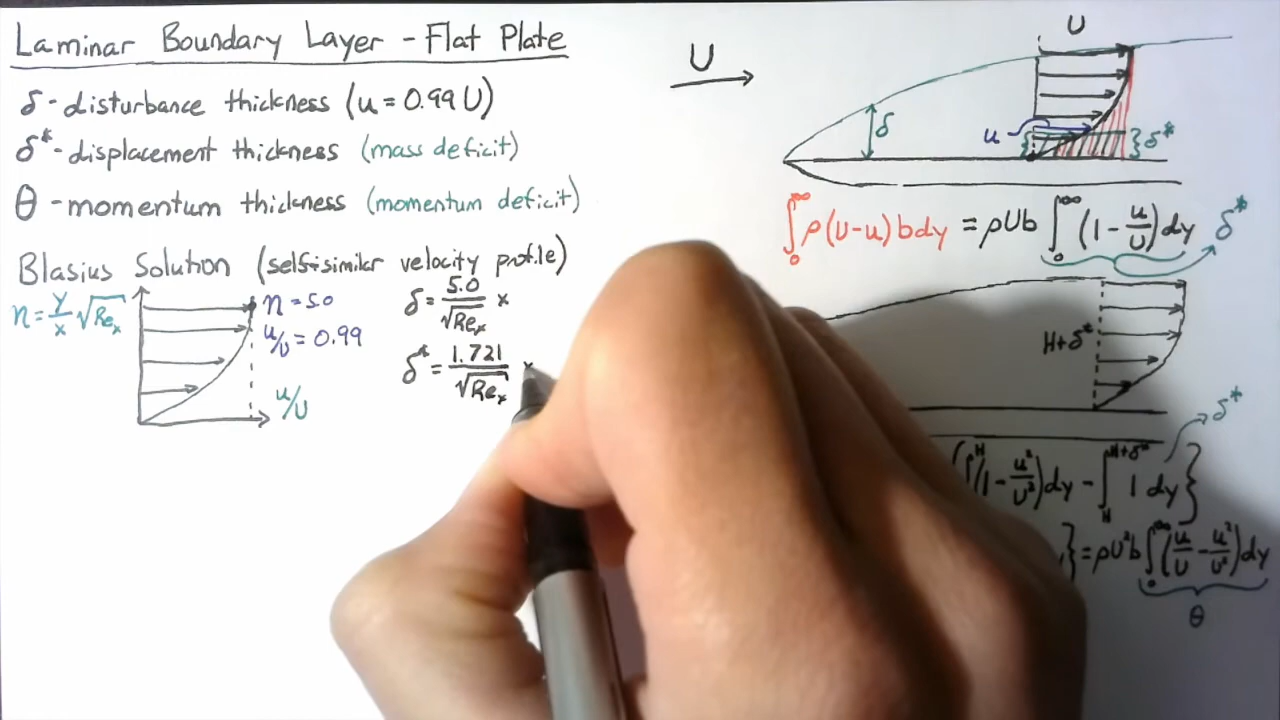 Laminar Boundary Layer - Flat Plate
δ - disturbance thickness (u = 0.99 U)
δ* - displacement thickness (mass deficit)
θ - momentum thickness (momentum deficit)
Blasius Solution (self-similar velocity profile)
η = y/x √Re_x
η = 5.0
u/U = 0.99
u/U
δ = 5.0/√Re_x x
δ* = 1.721/√Re_x x
U
U
δ
u
δ*
∫₀^∞ ρ(U-u) b dy = ρUb ∫₀^∞ (1 - u/U) dy
δ*
H+δ*
δ*
∫^H (1 - u²/U²) dy - ∫_H^{H+δ*} 1 dy}
} = ρU²b ∫₀^∞ (u/U - u²/U²) dy
θ